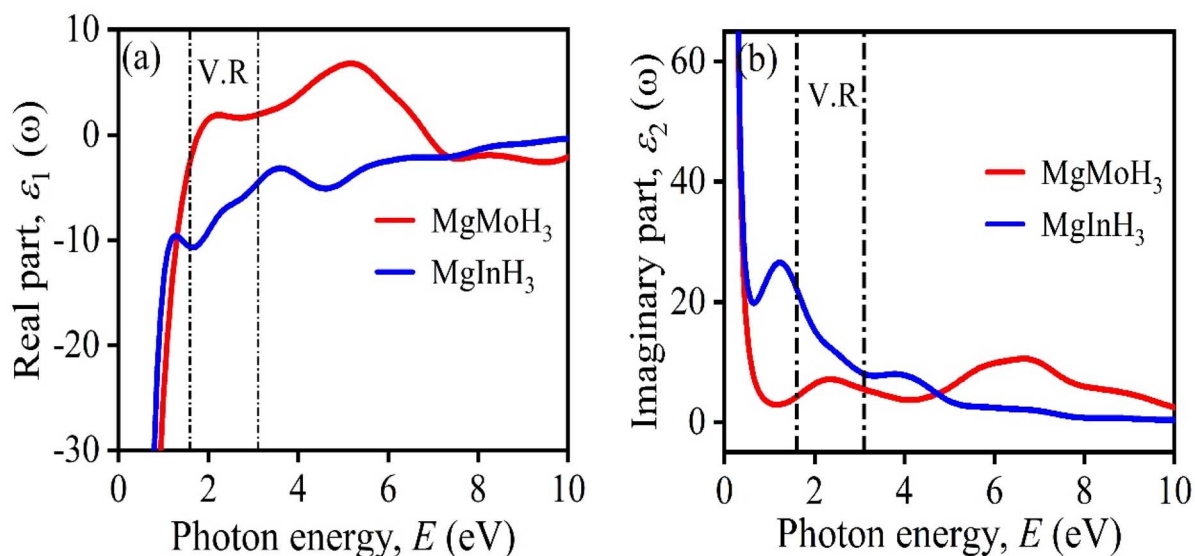 (a)
V.R
10
0
-10
-20
-30
Real part, ε₁ (ω)
MgMoH₃
MgInH₃
0 2 4 6 8 10
Photon energy, E (eV)
(b)
V.R
60
40
20
0
Imaginary part, ε₂ (ω)
MgMoH₃
MgInH₃
0 2 4 6 8 10
Photon energy, E (eV)